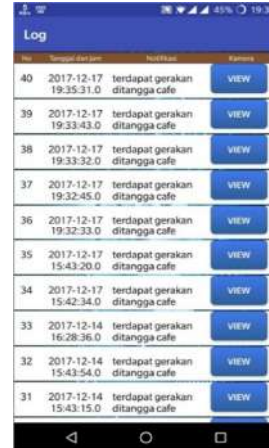 45% 19:3
Log
No Tanggal dan Jam Notifikasi Kamera
40 2017-12-17 terdapat gerakan VIEW
19:35:31.0 ditangga cafe
39 2017-12-17 terdapat gerakan VIEW
19:33:43.0 ditangga cafe
38 2017-12-17 terdapat gerakan VIEW
19:33:32.0 ditangga cafe
37 2017-12-17 terdapat gerakan VIEW
19:32:45.0 ditangga cafe
36 2017-12-17 terdapat gerakan VIEW
19:32:33.0 ditangga cafe
35 2017-12-17 terdapat gerakan VIEW
15:43:20.0 ditangga cafe
34 2017-12-17 terdapat gerakan VIEW
15:42:34.0 ditangga cafe
33 2017-12-14 terdapat gerakan VIEW
16:28:36.0 ditangga cafe
32 2017-12-14 terdapat gerakan VIEW
15:43:54.0 ditangga cafe
31 2017-12-14 terdapat gerakan VIEW
15:43:15.0 ditangga cafe